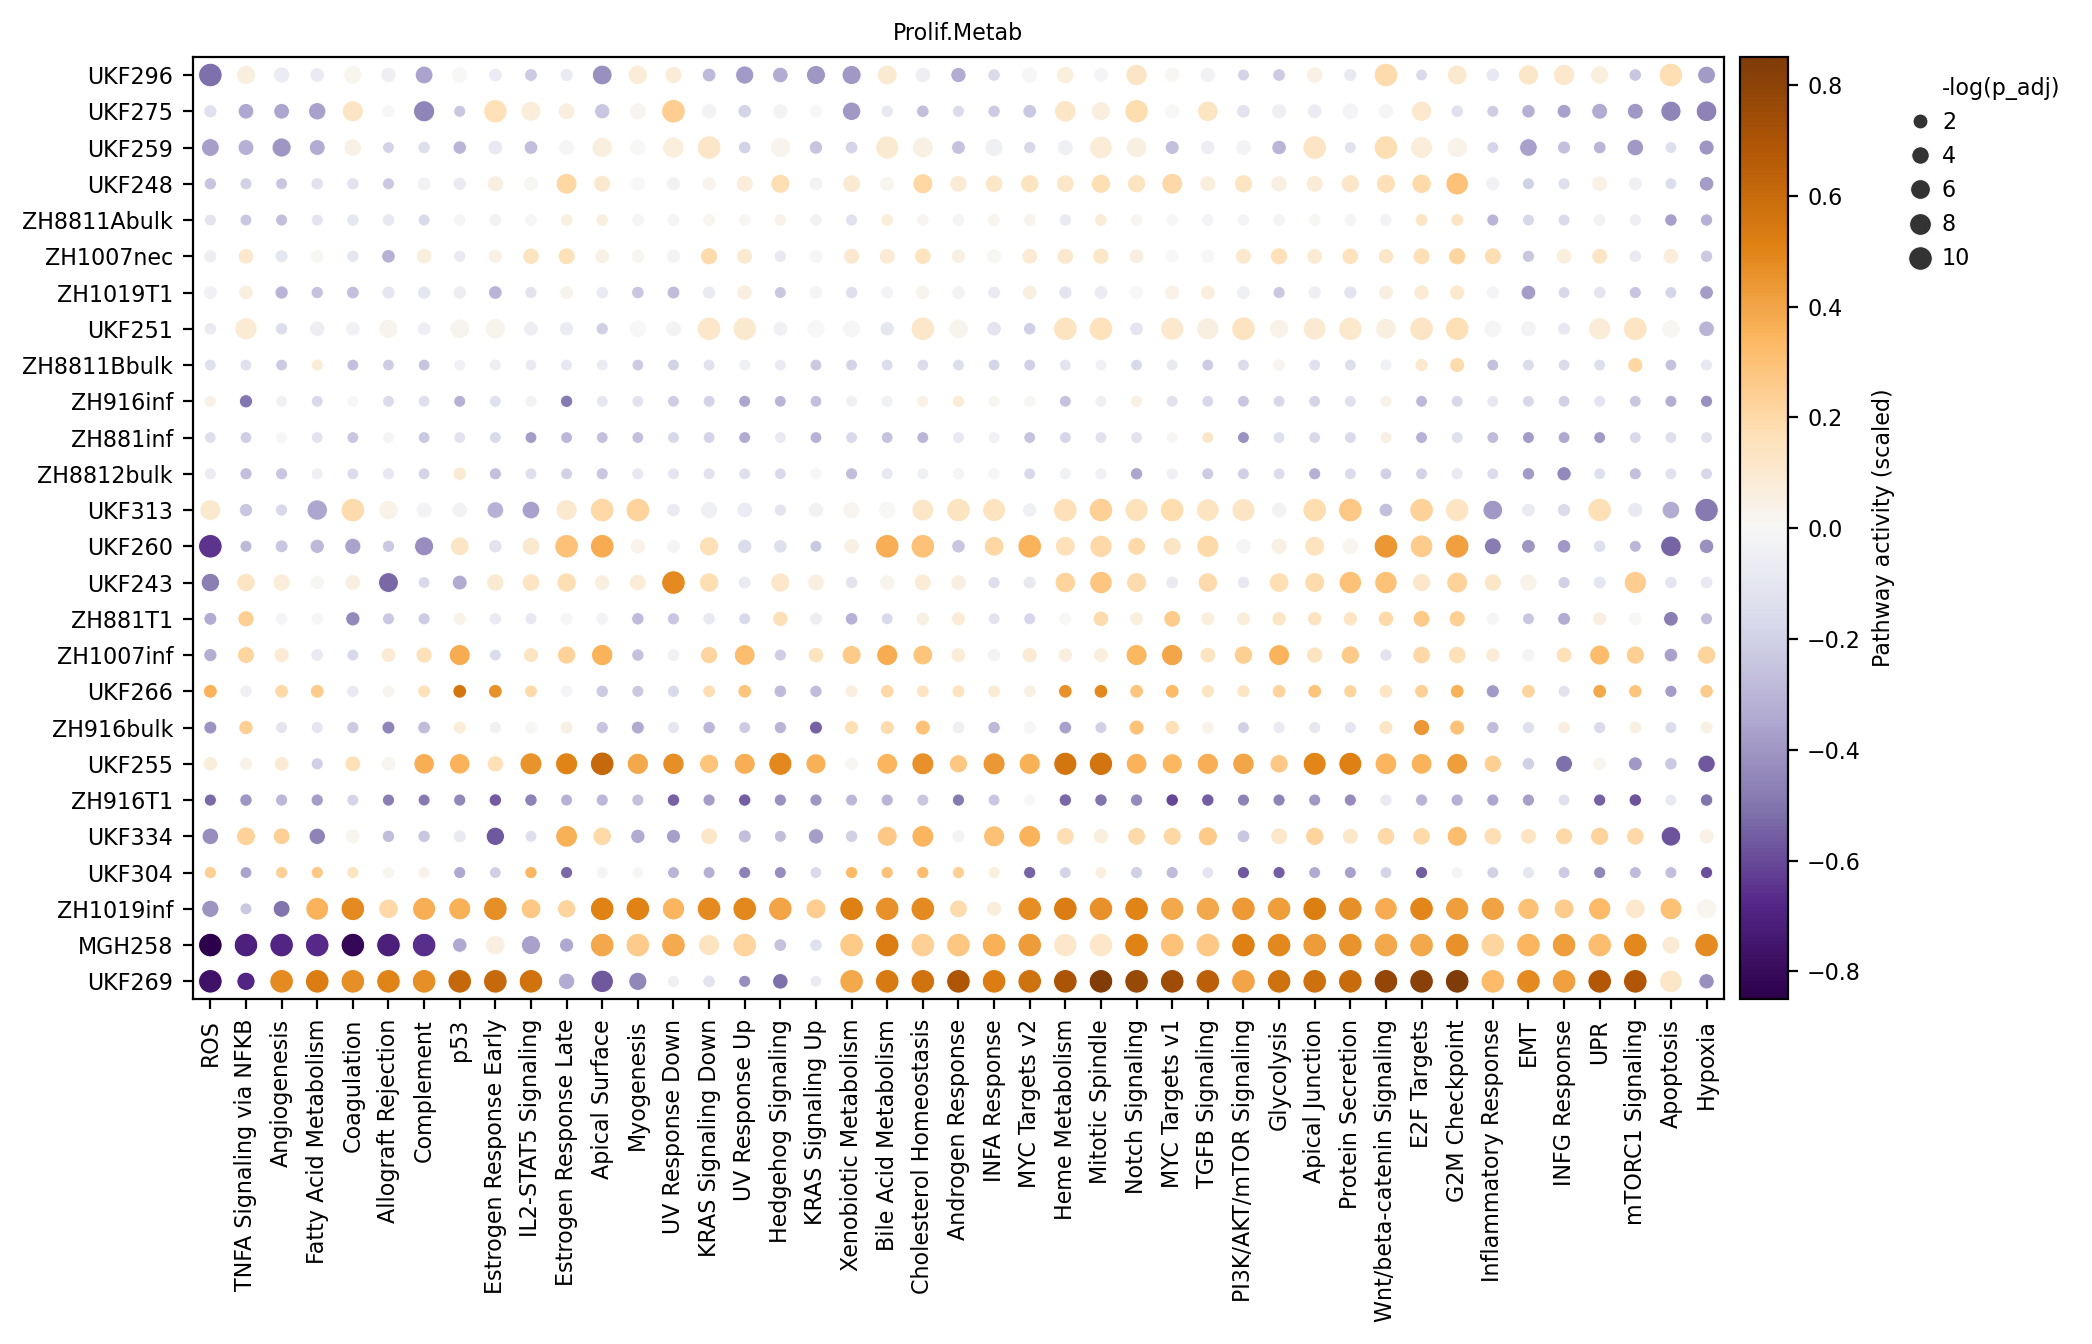 Prolif.Metab
UKF296
UKF275
UKF259
UKF248
ZH8811Abulk
ZH1007nec
ZH1019T1
UKF251
ZH8811Bbulk
ZH916inf
ZH881inf
ZH8812bulk
UKF313
UKF260
UKF243
ZH881T1
ZH1007inf
UKF266
ZH916bulk
UKF255
ZH916T1
UKF334
UKF304
ZH1019inf
MGH258
UKF269
ROS
TNFA Signaling via NFKB
Angiogenesis
Fatty Acid Metabolism
Coagulation
Allograft Rejection
Complement
p53
Estrogen Response Early
IL2-STAT5 Signaling
Estrogen Response Late
Apical Surface
Myogenesis
UV Response Down
KRAS Signaling Down
UV Response Up
Hedgehog Signaling
KRAS Signaling Up
Xenobiotic Metabolism
Bile Acid Metabolism
Cholesterol Homeostasis
Androgen Response
INFA Response
MYC Targets v2
Heme Metabolism
Mitotic Spindle
Notch Signaling
MYC Targets v1
TGFB Signaling
PI3K/AKT/mTOR Signaling
Glycolysis
Apical Junction
Protein Secretion
Wnt/beta-catenin Signaling
E2F Targets
G2M Checkpoint
Inflammatory Response
EMT
INFG Response
UPR
mTORC1 Signaling
Apoptosis
Hypoxia
0.8
0.6
0.4
0.2
0.0
−0.2
−0.4
−0.6
−0.8
Pathway activity (scaled)
-log(p_adj)
2
4
6
8
10